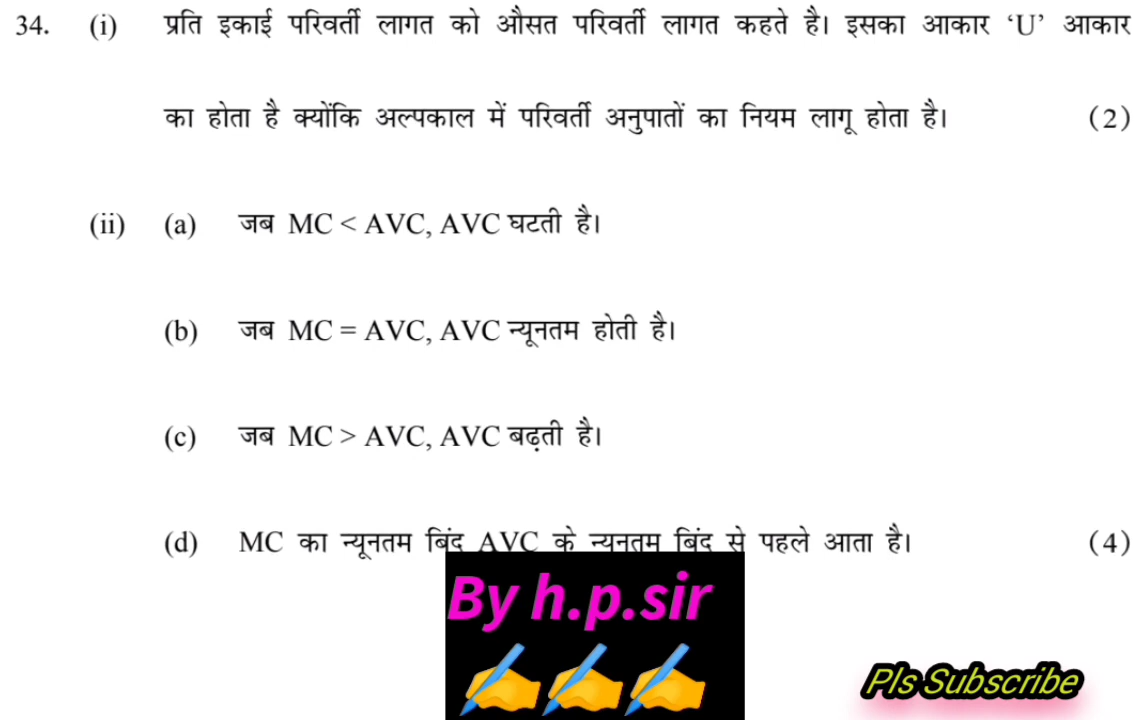 34. (i) प्रति इकाई परिवर्ती लागत को औसत परिवर्ती लागत कहते है। इसका आकार ‘U’ आकार
का होता है क्योंकि अल्पकाल में परिवर्ती अनुपातों का नियम लागू होता है। (2)
(ii) (a) जब MC < AVC, AVC घटती है।
(b) जब MC = AVC, AVC न्यूनतम होती है।
(c) जब MC > AVC, AVC बढ़ती है।
(d) MC का न्यूनतम बिंद AVC के न्यनतम बिंद से पहले आता है। (4)
By h.p.sir
Pls Subscribe